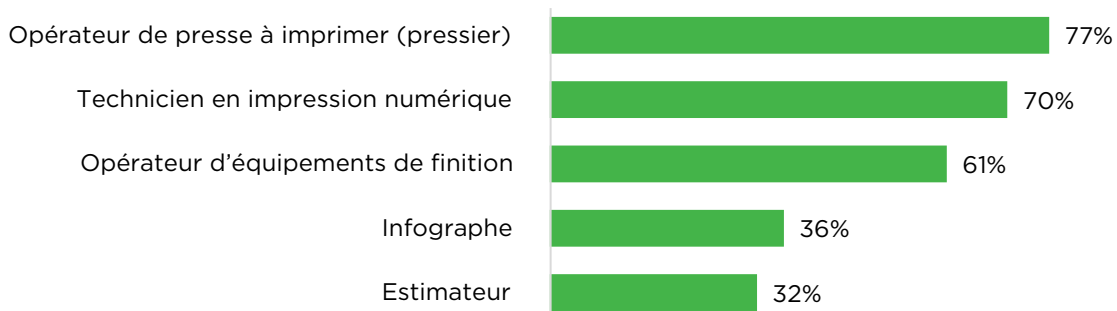 Opérateur de presse à imprimer (pressier) 77%
Technicien en impression numérique 70%
Opérateur d’équipements de finition 61%
Infographe 36%
Estimateur 32%